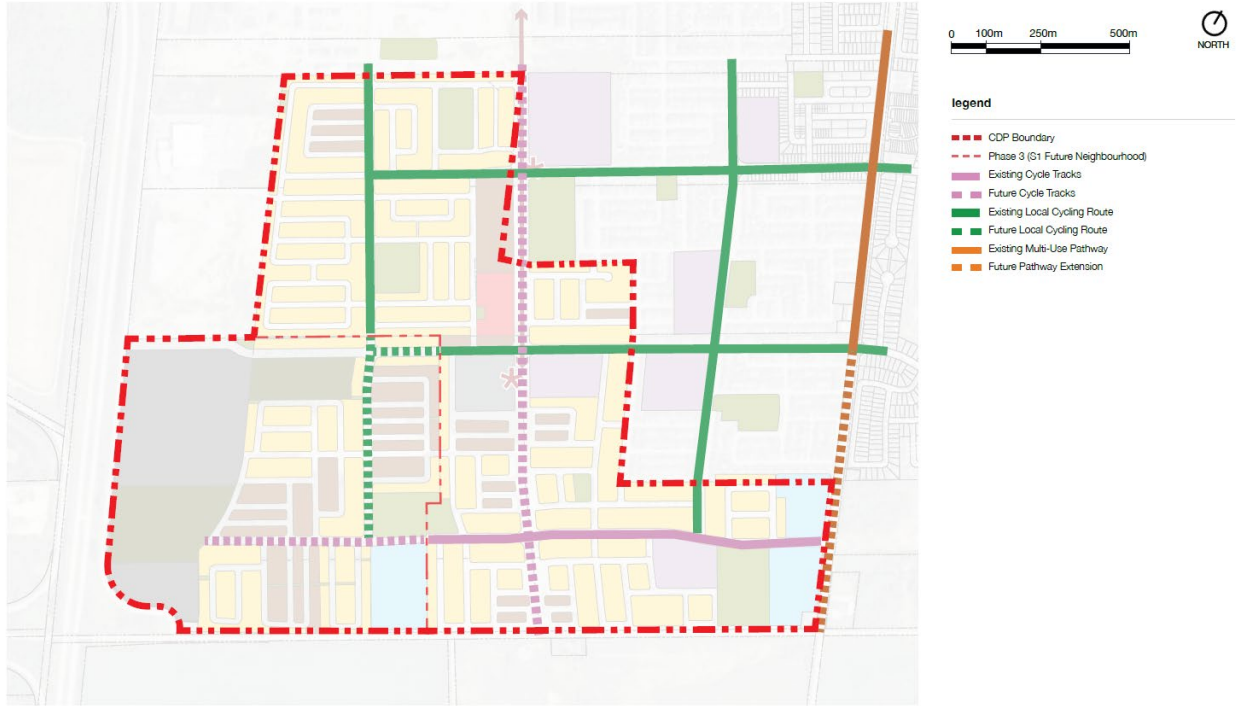 0 100m 250m 500m
NORTH
legend
CDP Boundary
Phase 3 (S1 Future Neighbourhood)
Existing Cycle Tracks
Future Cycle Tracks
Existing Local Cycling Route
Future Local Cycling Route
Existing Multi-Use Pathway
Future Pathway Extension